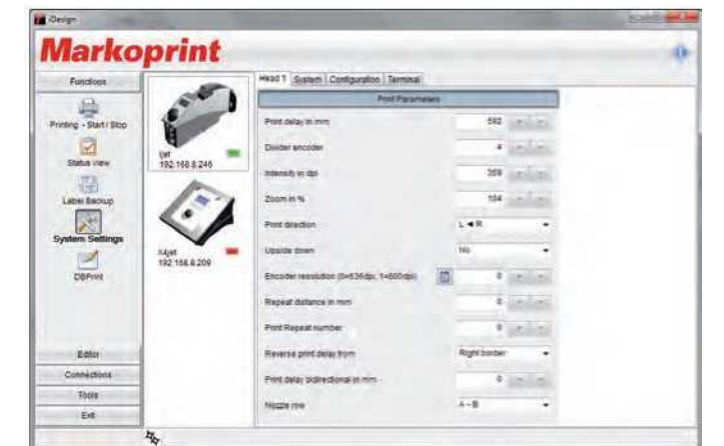 iDesign
Markoprint
Functions
Printing - Start / Stop
Status view
Label Backup
System Settings
DBPrint
Editor
Connections
Tools
Exit
ijet
192.168.8.246
X4jet
192.168.8.209
Head 1 System Configuration Terminal
Print Parameters
Print delay in mm 592
Divider encoder 4
Intensity in dpi 359
Zoom in % 104
Print direction L ◄ R
Upside down No
Encoder resolution (0=636dpi, 1=600dpi) 0
Repeat distance in mm 0
Print Repeat number 0
Reverse print delay from Right border
Print delay bidirectional in mm 0
Nozzle row A - B